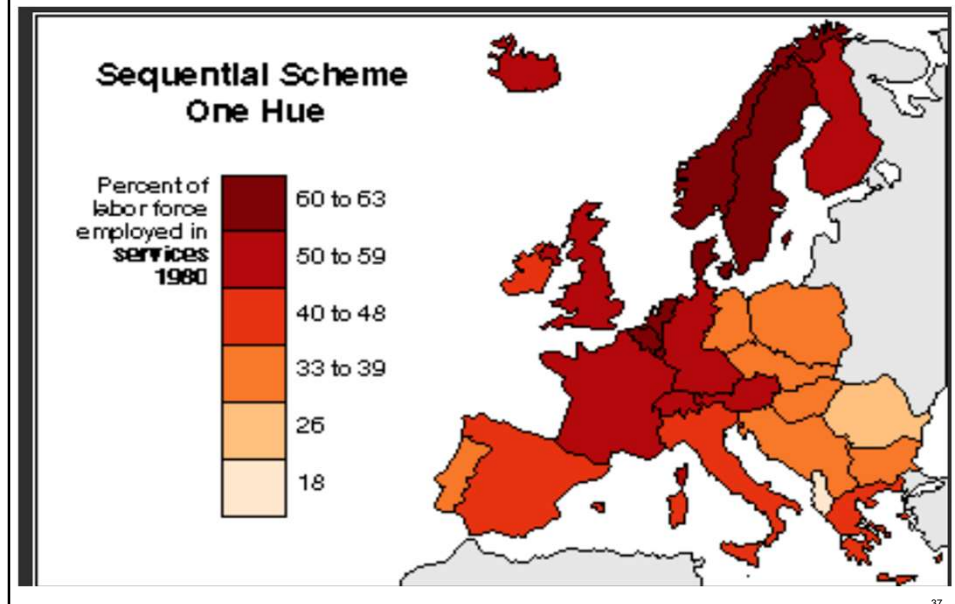 Sequential Scheme
One Hue
Percent of
labor force
employed in
services
1980
60 to 63
50 to 59
40 to 48
33 to 39
26
18
37